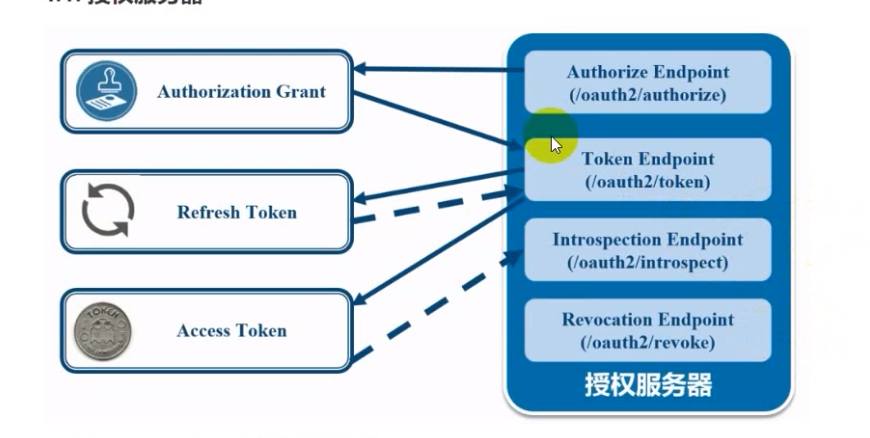 授权服务器
Authorization Grant
Authorize Endpoint
(/oauth2/authorize)
Token Endpoint
(/oauth2/token)
Refresh Token
Introspection Endpoint
(/oauth2/introspect)
TOKEN
Access Token
Revocation Endpoint
(/oauth2/revoke)
授权服务器